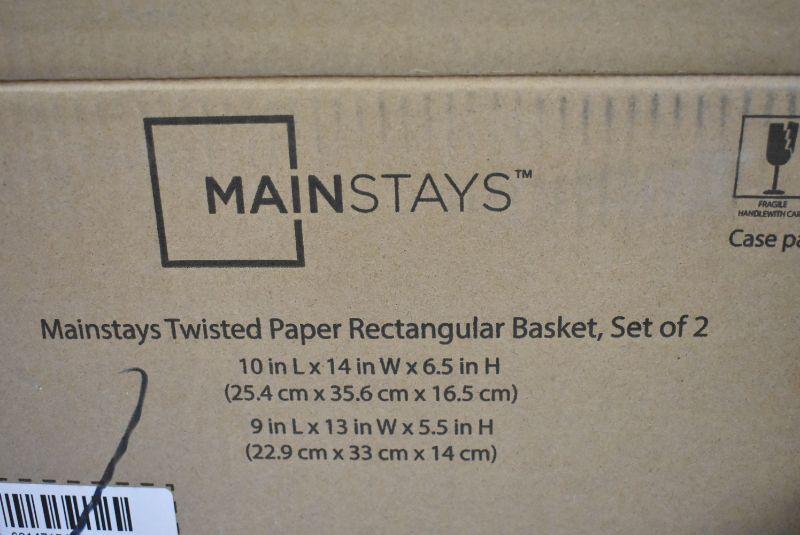 MAINSTAYS™
FRAGILE
HANDLE WITH
Case
Mainstays Twisted Paper Rectangular Basket, Set of 2
10 in L x 14 in W x 6.5 in H
(25.4 cm x 35.6 cm x 16.5 cm)
9 in L x 13 in W x 5.5 in H
(22.9 cm x 33 cm x 14 cm)